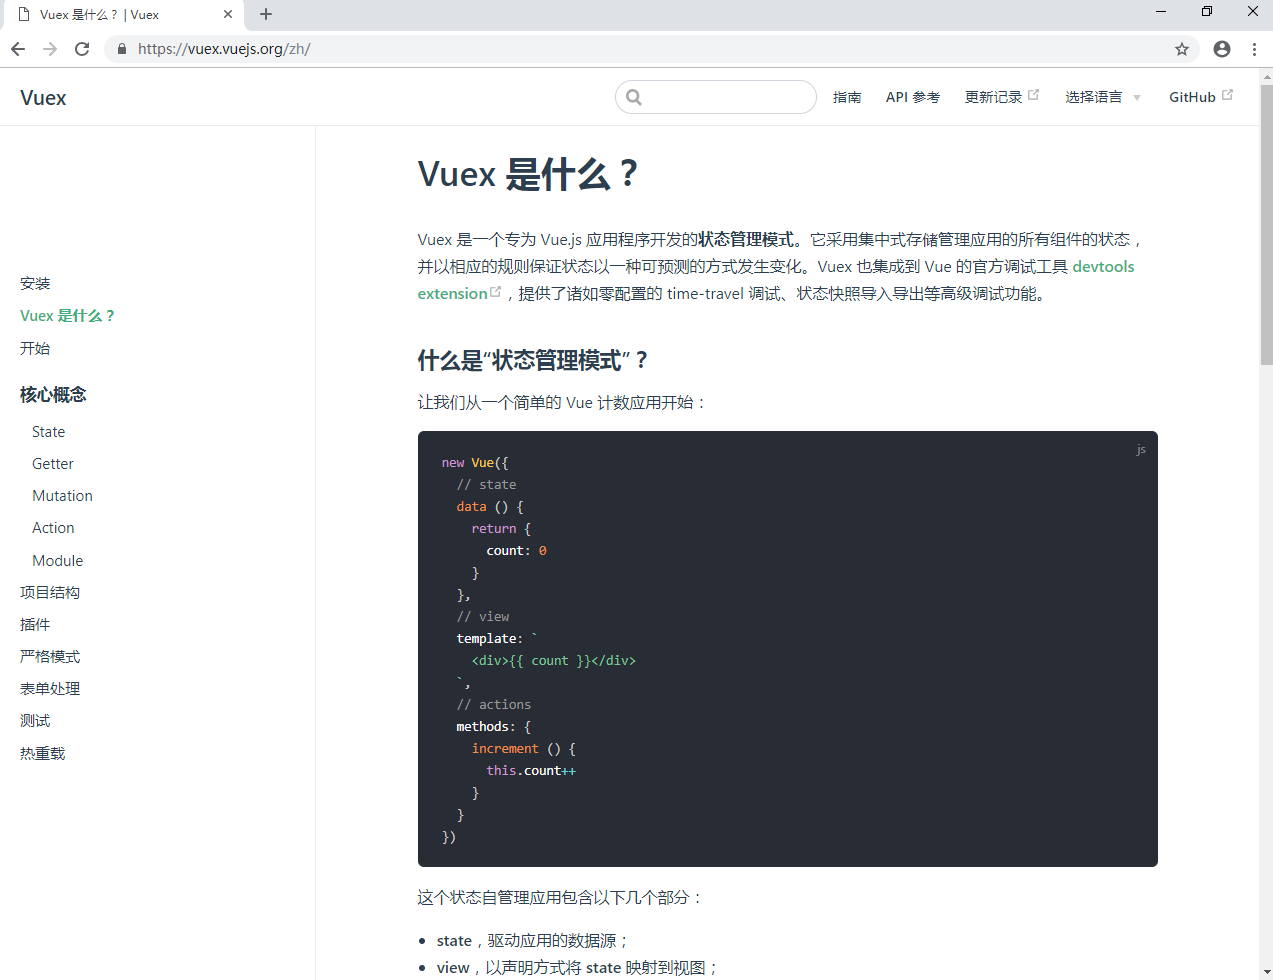 Vuex 是什么？ | Vuex
https://vuex.vuejs.org/zh/
Vuex
指南 API 参考 更新记录 选择语言 GitHub
安装
Vuex 是什么？
开始
核心概念
State
Getter
Mutation
Action
Module
项目结构
插件
严格模式
表单处理
测试
热重载
Vuex 是什么？
Vuex 是一个专为 Vue.js 应用程序开发的状态管理模式。它采用集中式存储管理应用的所有组件的状态，
并以相应的规则保证状态以一种可预测的方式发生变化。Vuex 也集成到 Vue 的官方调试工具 devtools
extension，提供了诸如零配置的 time-travel 调试、状态快照导入导出等高级调试功能。
什么是“状态管理模式”？
让我们从一个简单的 Vue 计数应用开始：
js
new Vue({
// state
data () {
return {
count: 0
}
},
// view
template: `
<div>{{ count }}</div>
`,
// actions
methods: {
increment () {
this.count++
}
}
})
这个状态自管理应用包含以下几个部分：
• state，驱动应用的数据源；
• view，以声明方式将 state 映射到视图；